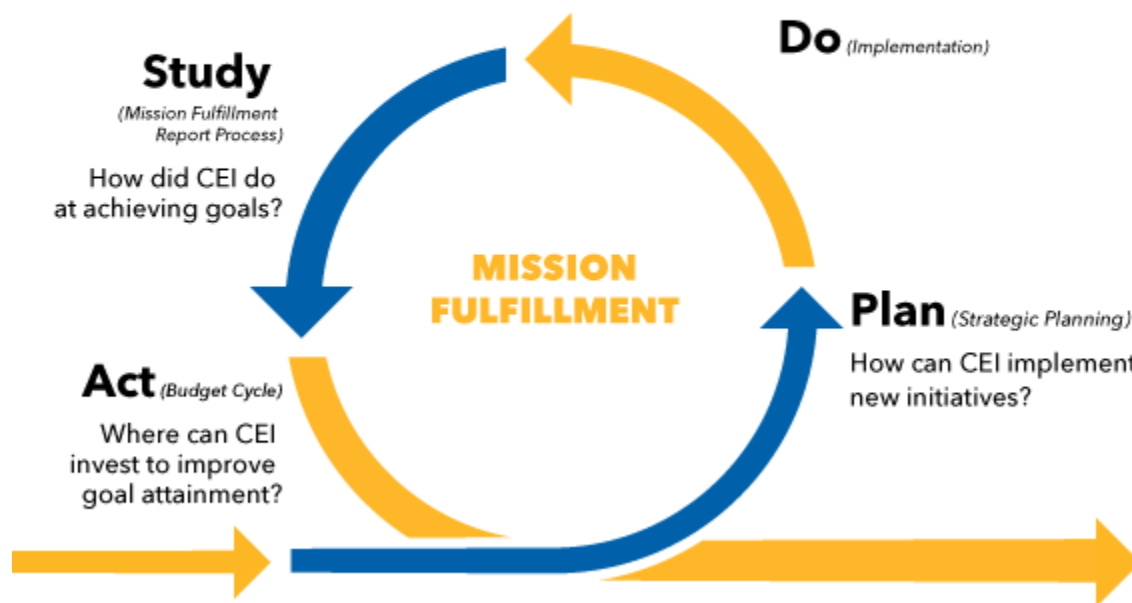 Study
(Mission Fulfillment
Report Process)
How did CEI do
at achieving goals?
Do (Implementation)
MISSION
FULFILLMENT
Plan (Strategic Planning)
How can CEI implement
new initiatives?
Act (Budget Cycle)
Where can CEI
invest to improve
goal attainment?